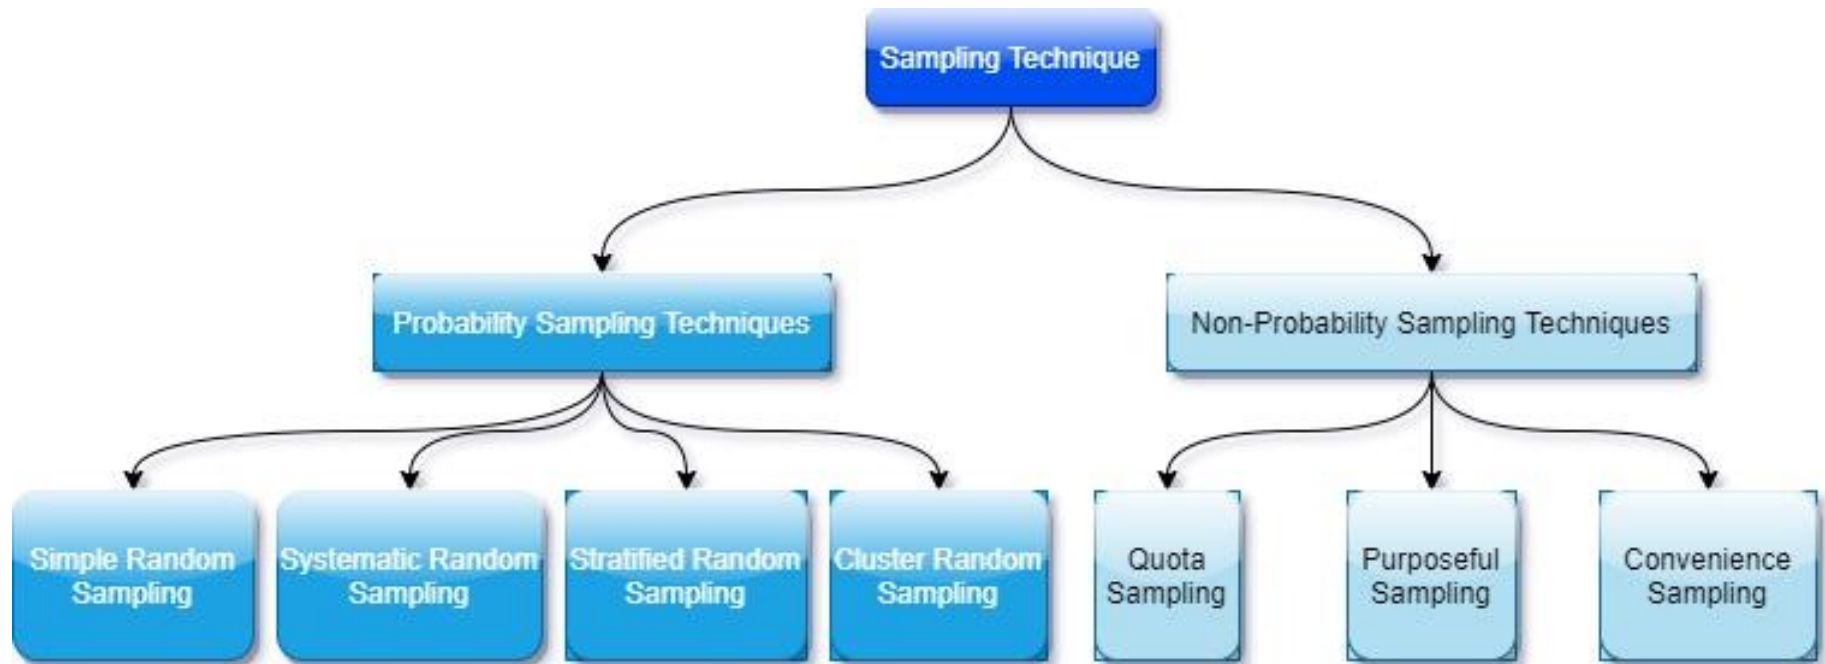 Sampling Technique
Probability Sampling Techniques
Non-Probability Sampling Techniques
Simple Random
Sampling
Systematic Random
Sampling
Stratified Random
Sampling
Cluster Random
Sampling
Quota
Sampling
Purposeful
Sampling
Convenience
Sampling